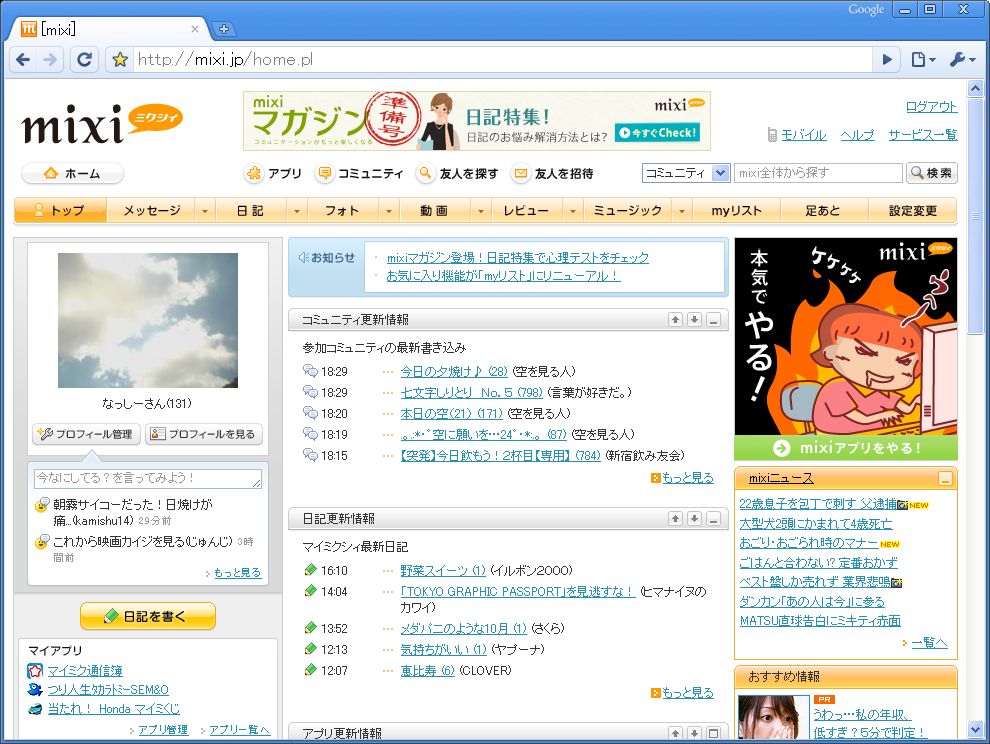 Google
[mixi]
http://mixi.jp/home.pl
mixi ミクシィ
mixi
マガジン
コミュニケーションがもっと楽しくなる
準備号
日記特集!
日記のお悩み解消方法とは?
mixi
今すぐCheck!
ログアウト
モバイル ヘルプ サービス一覧
ホーム
アプリ コミュニティ 友人を探す 友人を招待
コミュニティ mixi全体から探す 検索
トップ メッセージ 日記 フォト 動画 レビュー ミュージック myリスト 足あと 設定変更
なっしーさん(131)
プロフィール管理 プロフィールを見る
今なにしてる?を言ってみよう!
朝霧サイコーだった!日焼けが
痛…(kamishu14) 29分前
これから映画カイジを見る(じゅんじ) 3時
間前
もっと見る
日記を書く
マイアプリ
マイミク通信簿
つり人生タカラトミーSEM&O
当たれ! Honda マイミくじ
アプリ管理 アプリ一覧へ
お知らせ
mixiマガジン登場!日記特集で心理テストをチェック
お気に入り機能が「myリスト」にリニューアル!
コミュニティ更新情報
参加コミュニティの最新書き込み
18:29 … 今日の夕焼け♪ (28) (空を見る人)
18:29 … 七文字しりとり No.5 (798) (言葉が好きだ。)
18:20 … 本日の空(21) (171) (空を見る人)
18:19 … .。.:*・ﾟ空に願いを…24ﾟ・*:.。 (87) (空を見る人)
18:15 … 【突発】今日飲もう!2杯目【専用】 (784) (新宿飲み友会)
もっと見る
日記更新情報
マイミクシィ最新日記
16:10 … 野菜スイーツ (1) (イルボン2000)
14:04 … 「TOKYO GRAPHIC PASSPORT」を見逃すな! (ヒマナイヌの
カワイ)
13:52 … メダバニのような10月 (1) (さくら)
12:13 … 気持ちがいい (1) (ヤプーナ)
12:07 … 恵比寿 (6) (CLOVER)
もっと見る
アプリ更新情報
mixi ミクシィ
本気でやる!
ケケケケ
mixiアプリをやる!
mixiニュース
22歳息子を包丁で刺す 父逮捕 NEW
大型犬2頭にかまれて4歳死亡
おごり・おごられ時のマナー NEW
ごはんと合わない? 定番おかず
ベスト盤しか売れず 業界悲鳴
ダンカン「あの人は今」に参る
MATSU直球告白にミキティ赤面
一覧へ
おすすめ情報
PR
うわっ…私の年収、
低すぎ?5分で判定!